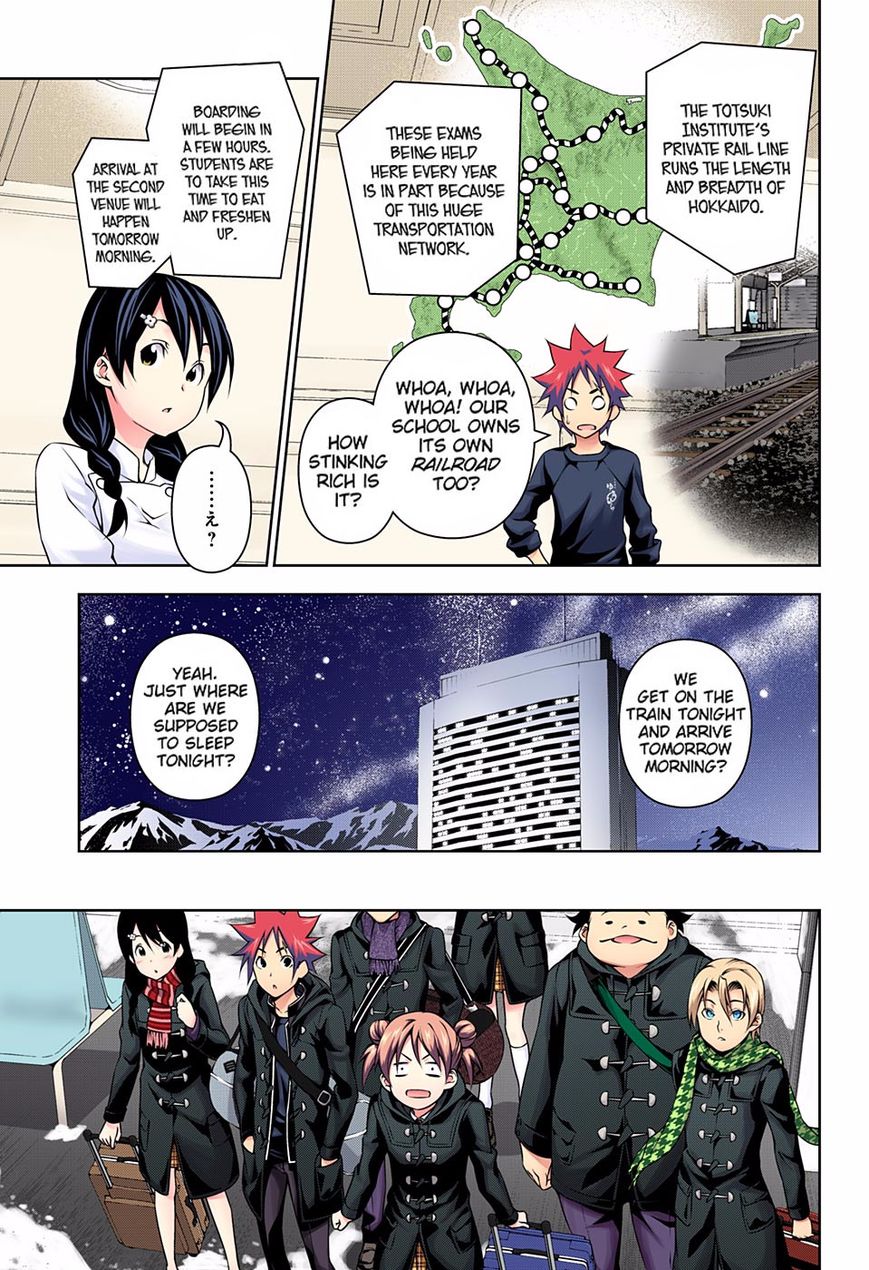 THE TOTSUKI
INSTITUTE'S
PRIVATE RAIL LINE
RUNS THE LENGTH
AND BREADTH OF
HOKKAIDO.
THESE EXAMS
BEING HELD
HERE EVERY YEAR
IS IN PART BECAUSE
OF THIS HUGE
TRANSPORTATION
NETWORK.
WHOA, WHOA,
WHOA! OUR
SCHOOL OWNS
ITS OWN
RAILROAD
TOO?
HOW
STINKING
RICH IS
IT?
BOARDING
WILL BEGIN IN
A FEW HOURS.
STUDENTS ARE
TO TAKE THIS
TIME TO EAT
AND FRESHEN
UP.
ARRIVAL AT
THE SECOND
VENUE WILL
HAPPEN
TOMORROW
MORNING.
……え?
WE
GET ON THE
TRAIN TONIGHT
AND ARRIVE
TOMORROW
MORNING?
YEAH.
JUST WHERE
ARE WE
SUPPOSED
TO SLEEP
TONIGHT?